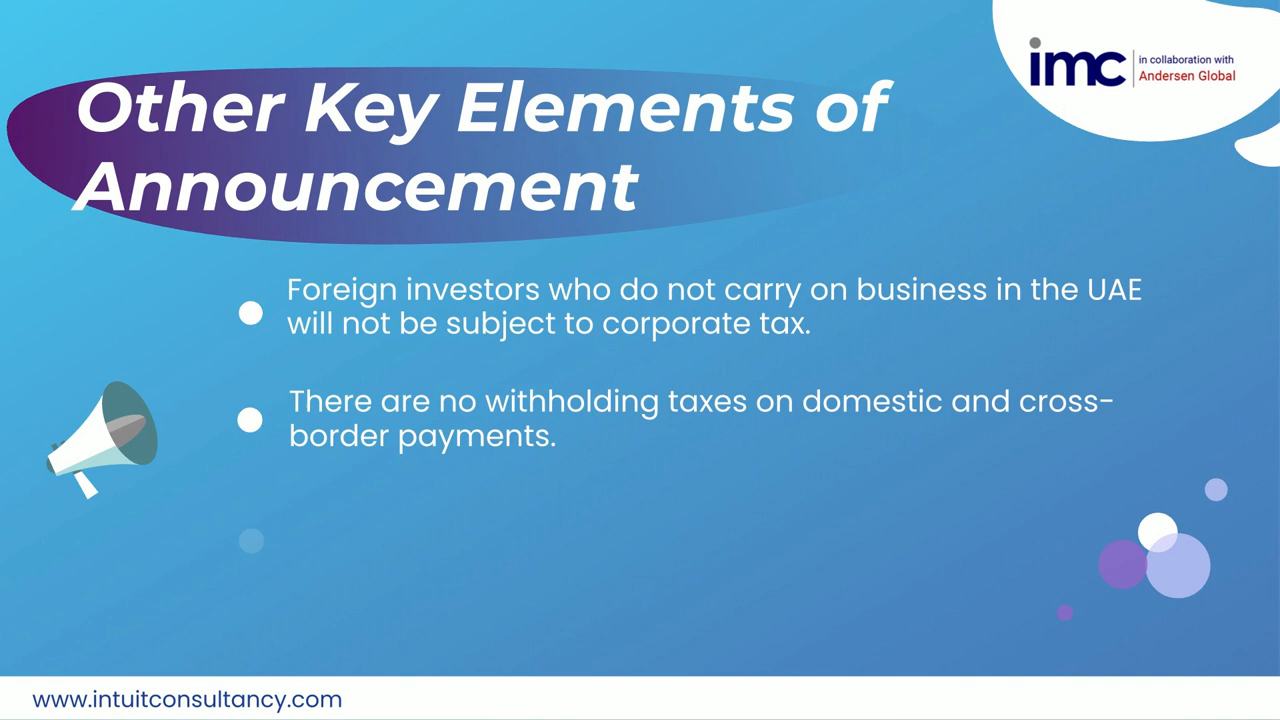 imc
in collaboration with
Andersen Global
Other Key Elements of
Announcement
Foreign investors who do not carry on business in the UAE
will not be subject to corporate tax.
There are no withholding taxes on domestic and cross-
border payments.
www.intuitconsultancy.com